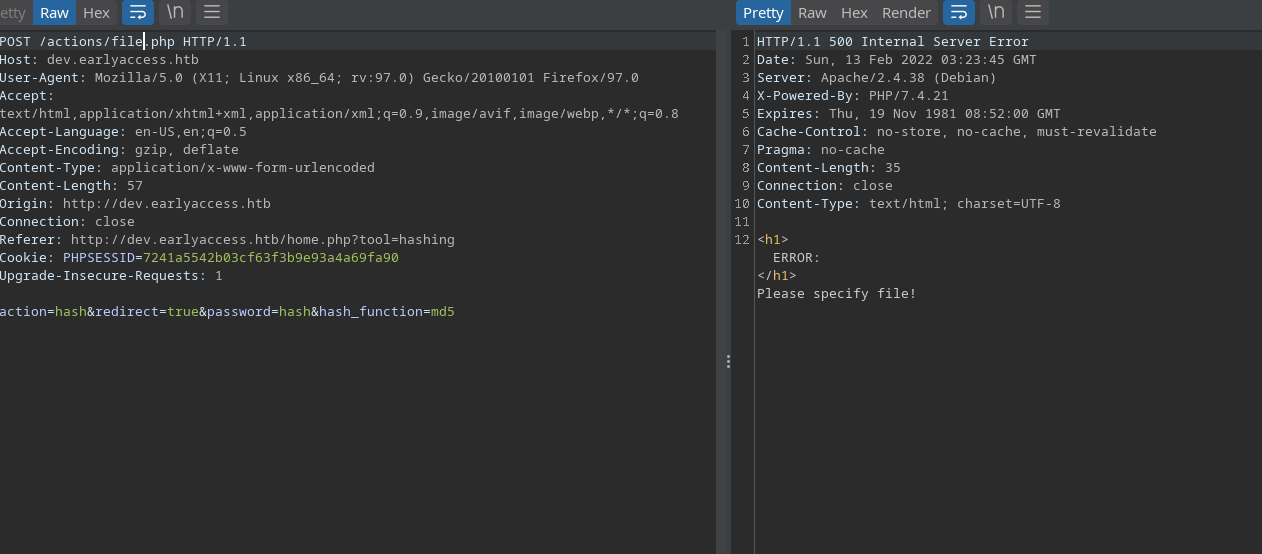 etty Raw Hex \n
POST /actions/file.php HTTP/1.1
Host: dev.earlyaccess.htb
User-Agent: Mozilla/5.0 (X11; Linux x86_64; rv:97.0) Gecko/20100101 Firefox/97.0
Accept:
text/html,application/xhtml+xml,application/xml;q=0.9,image/avif,image/webp,*/*;q=0.8
Accept-Language: en-US,en;q=0.5
Accept-Encoding: gzip, deflate
Content-Type: application/x-www-form-urlencoded
Content-Length: 57
Origin: http://dev.earlyaccess.htb
Connection: close
Referer: http://dev.earlyaccess.htb/home.php?tool=hashing
Cookie: PHPSESSID=7241a5542b03cf63f3b9e93a4a69fa90
Upgrade-Insecure-Requests: 1
action=hash&redirect=true&password=hash&hash_function=md5
Pretty Raw Hex Render \n
1 HTTP/1.1 500 Internal Server Error
2 Date: Sun, 13 Feb 2022 03:23:45 GMT
3 Server: Apache/2.4.38 (Debian)
4 X-Powered-By: PHP/7.4.21
5 Expires: Thu, 19 Nov 1981 08:52:00 GMT
6 Cache-Control: no-store, no-cache, must-revalidate
7 Pragma: no-cache
8 Content-Length: 35
9 Connection: close
10 Content-Type: text/html; charset=UTF-8
11
12 <h1>
ERROR:
</h1>
Please specify file!